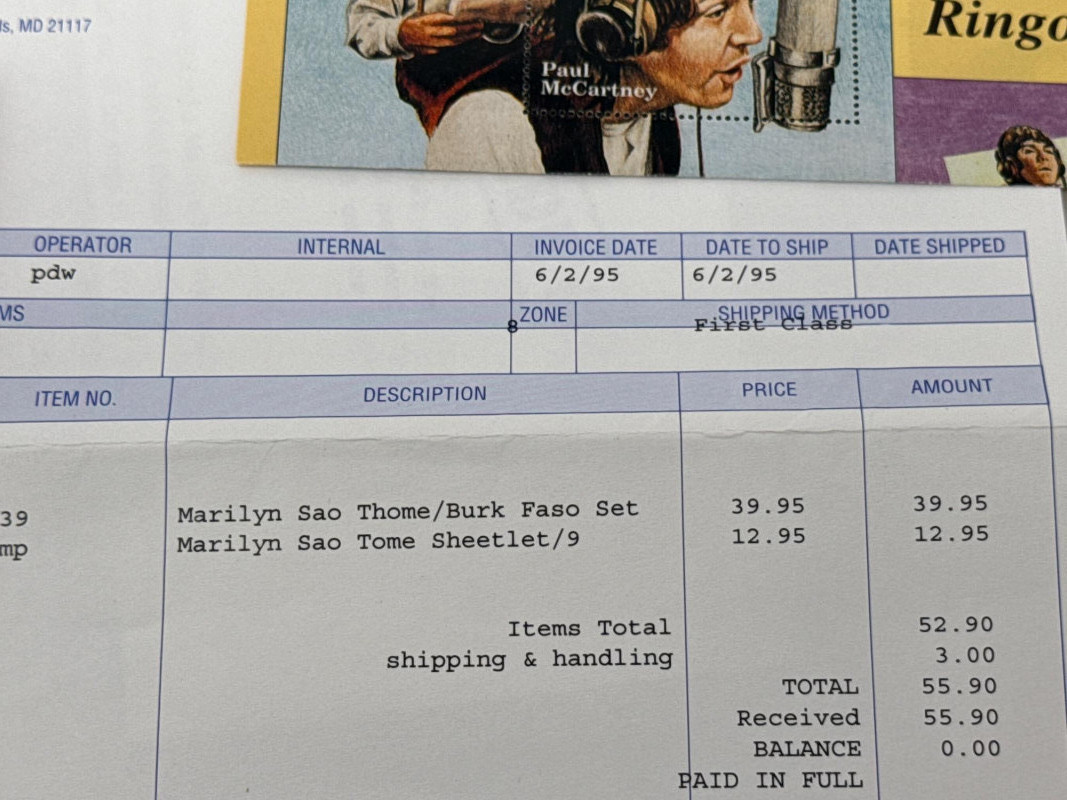 MD 21117
Paul
McCartney
Ringo
OPERATOR INTERNAL INVOICE DATE DATE TO SHIP DATE SHIPPED
pdw 6/2/95 6/2/95
ZONE SHIPPING METHOD
8 First Class
ITEM NO. DESCRIPTION PRICE AMOUNT
39 Marilyn Sao Thome/Burk Faso Set 39.95 39.95
mp Marilyn Sao Tome Sheetlet/9 12.95 12.95
Items Total 52.90
shipping & handling 3.00
TOTAL 55.90
Received 55.90
BALANCE 0.00
PAID IN FULL